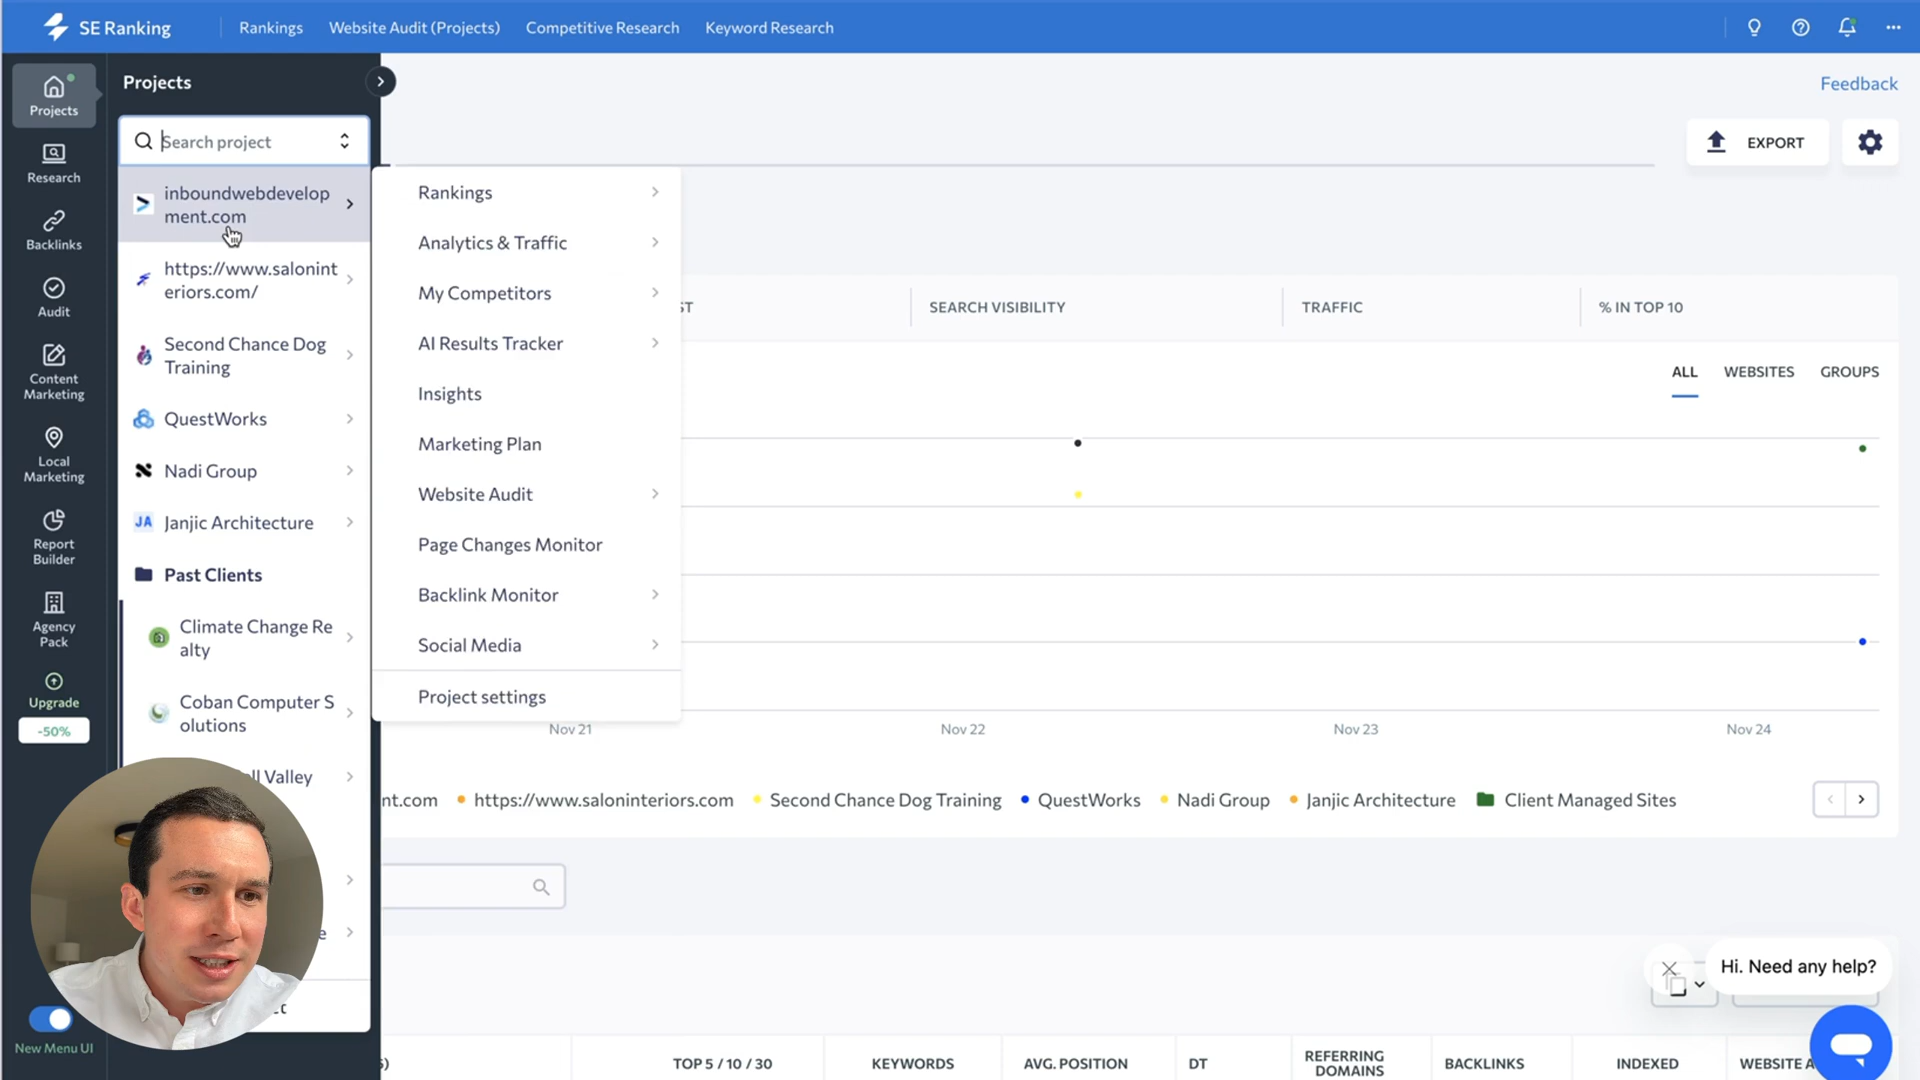 SE Ranking
Rankings
Website Audit (Projects)
Competitive Research
Keyword Research
Projects
Research
Backlinks
Audit
Content
Marketing
Local
Marketing
Report
Builder
Agency
Pack
Upgrade
-50%
New Menu UI
Projects
Search project
inboundwebdevelop
ment.com
https://www.salonint
eriors.com/
Second Chance Dog
Training
QuestWorks
Nadi Group
JA Janjic Architecture
Past Clients
Climate Change Re
alty
Coban Computer S
olutions
ll Valley
e
Rankings
Analytics & Traffic
My Competitors
AI Results Tracker
Insights
Marketing Plan
Website Audit
Page Changes Monitor
Backlink Monitor
Social Media
Project settings
Feedback
EXPORT
ST
SEARCH VISIBILITY
TRAFFIC
% IN TOP 10
ALL
WEBSITES
GROUPS
Nov 21
Nov 22
Nov 23
Nov 24
nt.com
https://www.saloninteriors.com
Second Chance Dog Training
QuestWorks
Nadi Group
Janjic Architecture
Client Managed Sites
Hi. Need any help?
TOP 5 / 10 / 30
KEYWORDS
AVG. POSITION
DT
REFERRING
DOMAINS
BACKLINKS
INDEXED
WEBSITE A